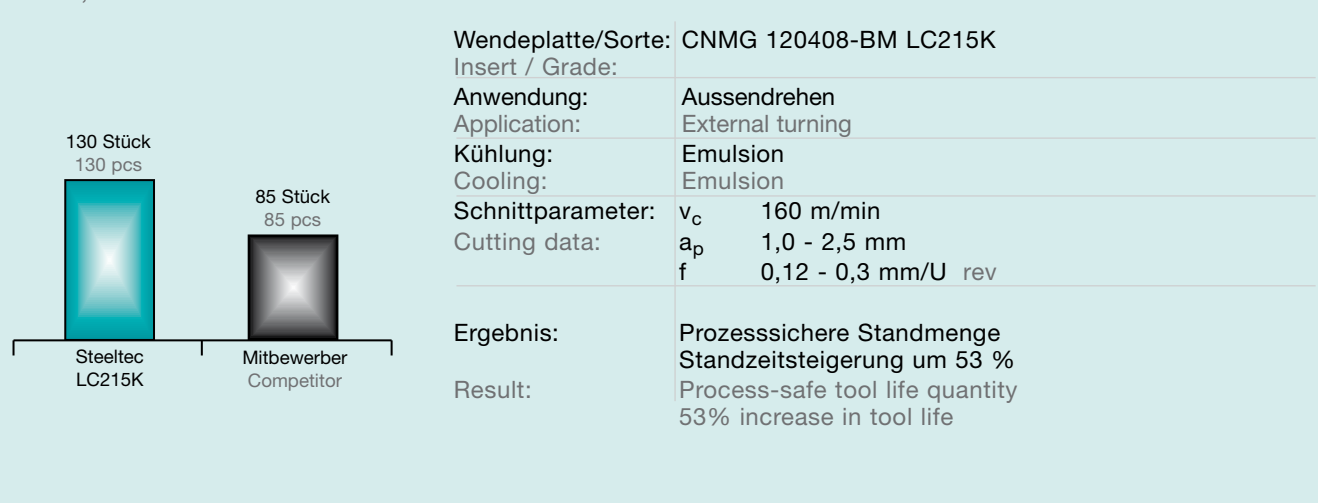 130 Stück
130 pcs
85 Stück
85 pcs
Steeltec
LC215K
Mitbewerber
Competitor
Wendeplatte/Sorte: CNMG 120408-BM LC215K
Insert / Grade:
Anwendung: Aussendrehen
Application: External turning
Kühlung: Emulsion
Cooling: Emulsion
Schnittparameter: vc 160 m/min
Cutting data: ap 1,0 - 2,5 mm
f 0,12 - 0,3 mm/U rev
Ergebnis: Prozesssichere Standmenge
Standzeitsteigerung um 53 %
Result: Process-safe tool life quantity
53% increase in tool life